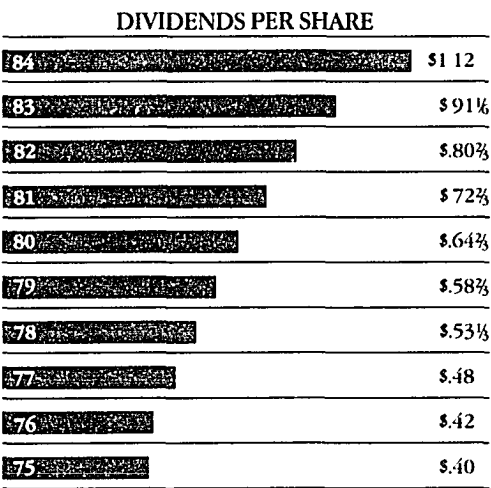 DIVIDENDS PER SHARE
84 $1 12
83 $ 91⅙
82 $.80⅔
81 $ 72⅔
80 $.64⅔
79 $.58⅔
78 $.53⅓
77 $.48
76 $.42
75 $.40